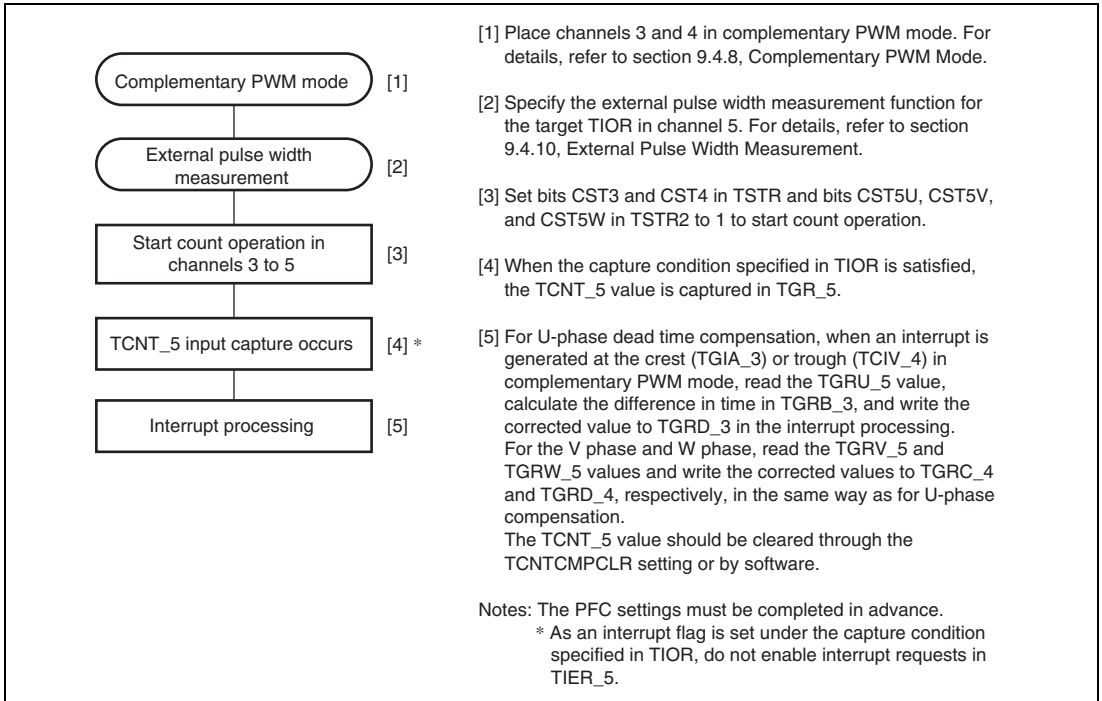 Complementary PWM mode [1]
External pulse width
measurement [2]
Start count operation in
channels 3 to 5 [3]
TCNT_5 input capture occurs [4] *
Interrupt processing [5]
[1] Place channels 3 and 4 in complementary PWM mode. For
details, refer to section 9.4.8, Complementary PWM Mode.
[2] Specify the external pulse width measurement function for
the target TIOR in channel 5. For details, refer to section
9.4.10, External Pulse Width Measurement.
[3] Set bits CST3 and CST4 in TSTR and bits CST5U, CST5V,
and CST5W in TSTR2 to 1 to start count operation.
[4] When the capture condition specified in TIOR is satisfied,
the TCNT_5 value is captured in TGR_5.
[5] For U-phase dead time compensation, when an interrupt is
generated at the crest (TGIA_3) or trough (TCIV_4) in
complementary PWM mode, read the TGRU_5 value,
calculate the difference in time in TGRB_3, and write the
corrected value to TGRD_3 in the interrupt processing.
For the V phase and W phase, read the TGRV_5 and
TGRW_5 values and write the corrected values to TGRC_4
and TGRD_4, respectively, in the same way as for U-phase
compensation.
The TCNT_5 value should be cleared through the
TCNTCMPCLR setting or by software.
Notes: The PFC settings must be completed in advance.
* As an interrupt flag is set under the capture condition
specified in TIOR, do not enable interrupt requests in
TIER_5.